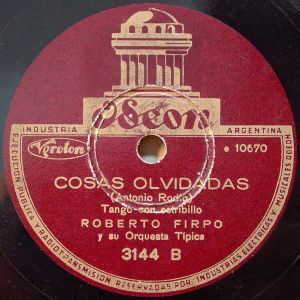 Odeon
INDUSTRIA ARGENTINA
Veroton
e 10670
COSAS OLVIDADAS
(Antonio Rodio)
Tango con estribillo
ROBERTO FIRPO
y su Orquesta Típica
3144 B
EJECUCION PUBLICA Y RADIOTRANSMISION RESERVADAS POR INDUSTRIAS ELECTRICAS Y MUSICALES ODEON